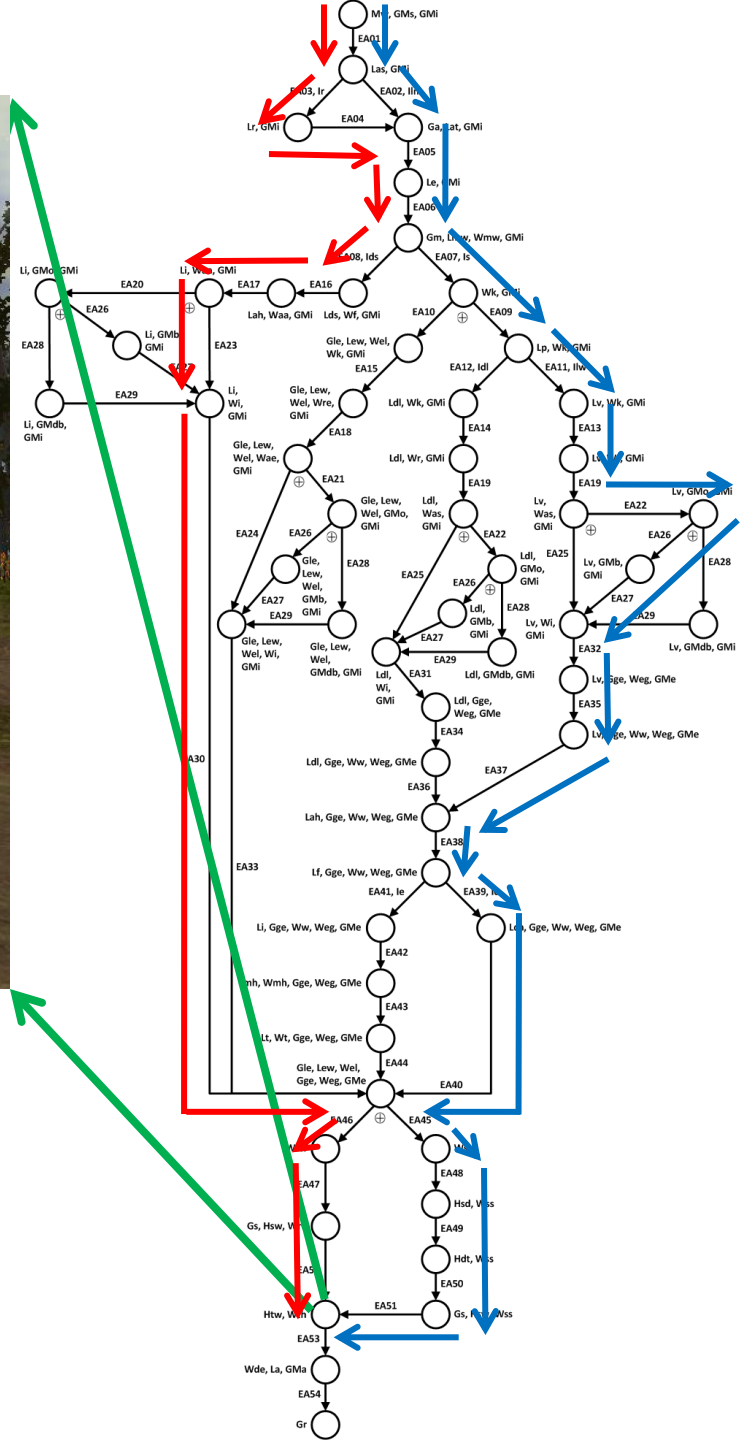 GMs, GMi
EA01
Las, GMi
Ir
EA02,
Lr, GMi
EA04
GMi
EA05
Le, GMi
EA06
Gm, Wmw, GMi
EA08, Ids
EA07, Is
Li, GMo, GMi
EA20
EA17
EA16
Wk, GMi
Lah, Waa, GMi
Lds, Wf, GMi
EA26
EA10
EA09
EA28
Li, GMb,
GMi
EA23
Gle, Lew, Wel,
Wk, GMi
Lp, Wk, GMi
EA15
EA12, Idl
EA11, Ilw
EA29
Li, GMdb,
GMi
Li,
Wi,
GMi
Gle, Lew,
Wel, Wre,
GMi
Ldl, Wk, GMi
Lv, Wk, GMi
EA18
EA14
EA13
Gle, Lew,
Wel, Wae,
GMi
Ldl, Wr, GMi
EA21
EA19
EA19
Gle, Lew,
Wel, GMo,
GMi
Ldl,
Was,
GMi
Lv,
Was,
GMi
EA22
Lv, GMo, GMi
EA24
EA26
EA28
EA22
EA25
EA26
EA28
Gle,
Lew,
Wel,
GMb,
GMi
EA25
EA26
Ldl,
GMo,
GMi
Lv, GMb,
GMi
EA27
EA28
EA27
EA29
Ldl,
GMb,
GMi
EA27
EA29
Gle, Lew,
Wel, Wi,
GMi
Gle, Lew,
Wel,
GMdb, GMi
Lv, Wi,
GMi
Lv, GMdb, GMi
EA29
EA32
Ldl,
Wi,
GMi
EA31
Ldl, GMdb, GMi
Lv, Gge, Weg, GMe
Ldl, Gge,
Weg, GMe
EA35
EA34
Lv, Gge, Ww, Weg, GMe
EA30
Ldl, Gge, Ww, Weg, GMe
EA37
EA36
Lah, Gge, Ww, Weg, GMe
EA38
EA33
Lf, Gge, Ww, Weg, GMe
EA41, Ie
EA39,
Li, Gge, Ww, Weg, GMe
Gge, Ww, Weg, GMe
EA42
Wmh, Gge, Weg, GMe
EA43
Lt, Wt, Gge, Weg, GMe
EA44
Gle, Lew, Wel,
Gge, Weg, GMe
EA40
EA46
EA45
EA47
EA48
Hsd, Wss
Gs, Hsw,
EA49
Hdt, Wss
EA50
Htw,
EA51
Gs, Wss
EA53
Wde, La, GMa
EA54
Gr